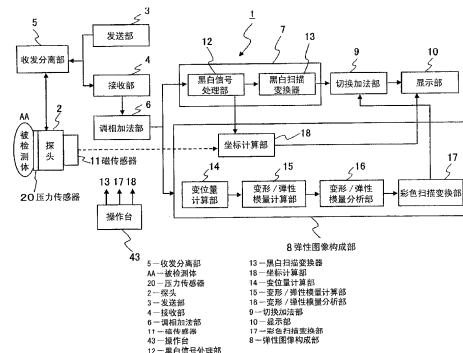 1
3
发送部
5
收发分离部
4
接收部
7
12
黑白信号
处理部
13
黑白扫描
变换器
9
切换加法部
10
显示部
6
调相加法部
AA
被检测体
2
探头
11磁传感器
坐标计算部
18
20压力传感器
13 17 18
操作台
43
14
变位量
计算部
15
变形/弹性
模量计算部
16
变形/弹性
模量分析部
17
彩色扫描变换部
8弹性图像构成部
5—收发分离部
AA—被检测体
20—压力传感器
2—探头
3—发送部
4—接收部
6—调相加法部
11—磁传感器
43—操作台
12—黑白信号处理部
13—黑白扫描变换器
18—坐标计算部
14—变位量计算部
15—变形/弹性模量计算部
16—变形/弹性模量分析部
9—切换加法部
10—显示部
17—彩色扫描变换部
8—弹性图像构成部